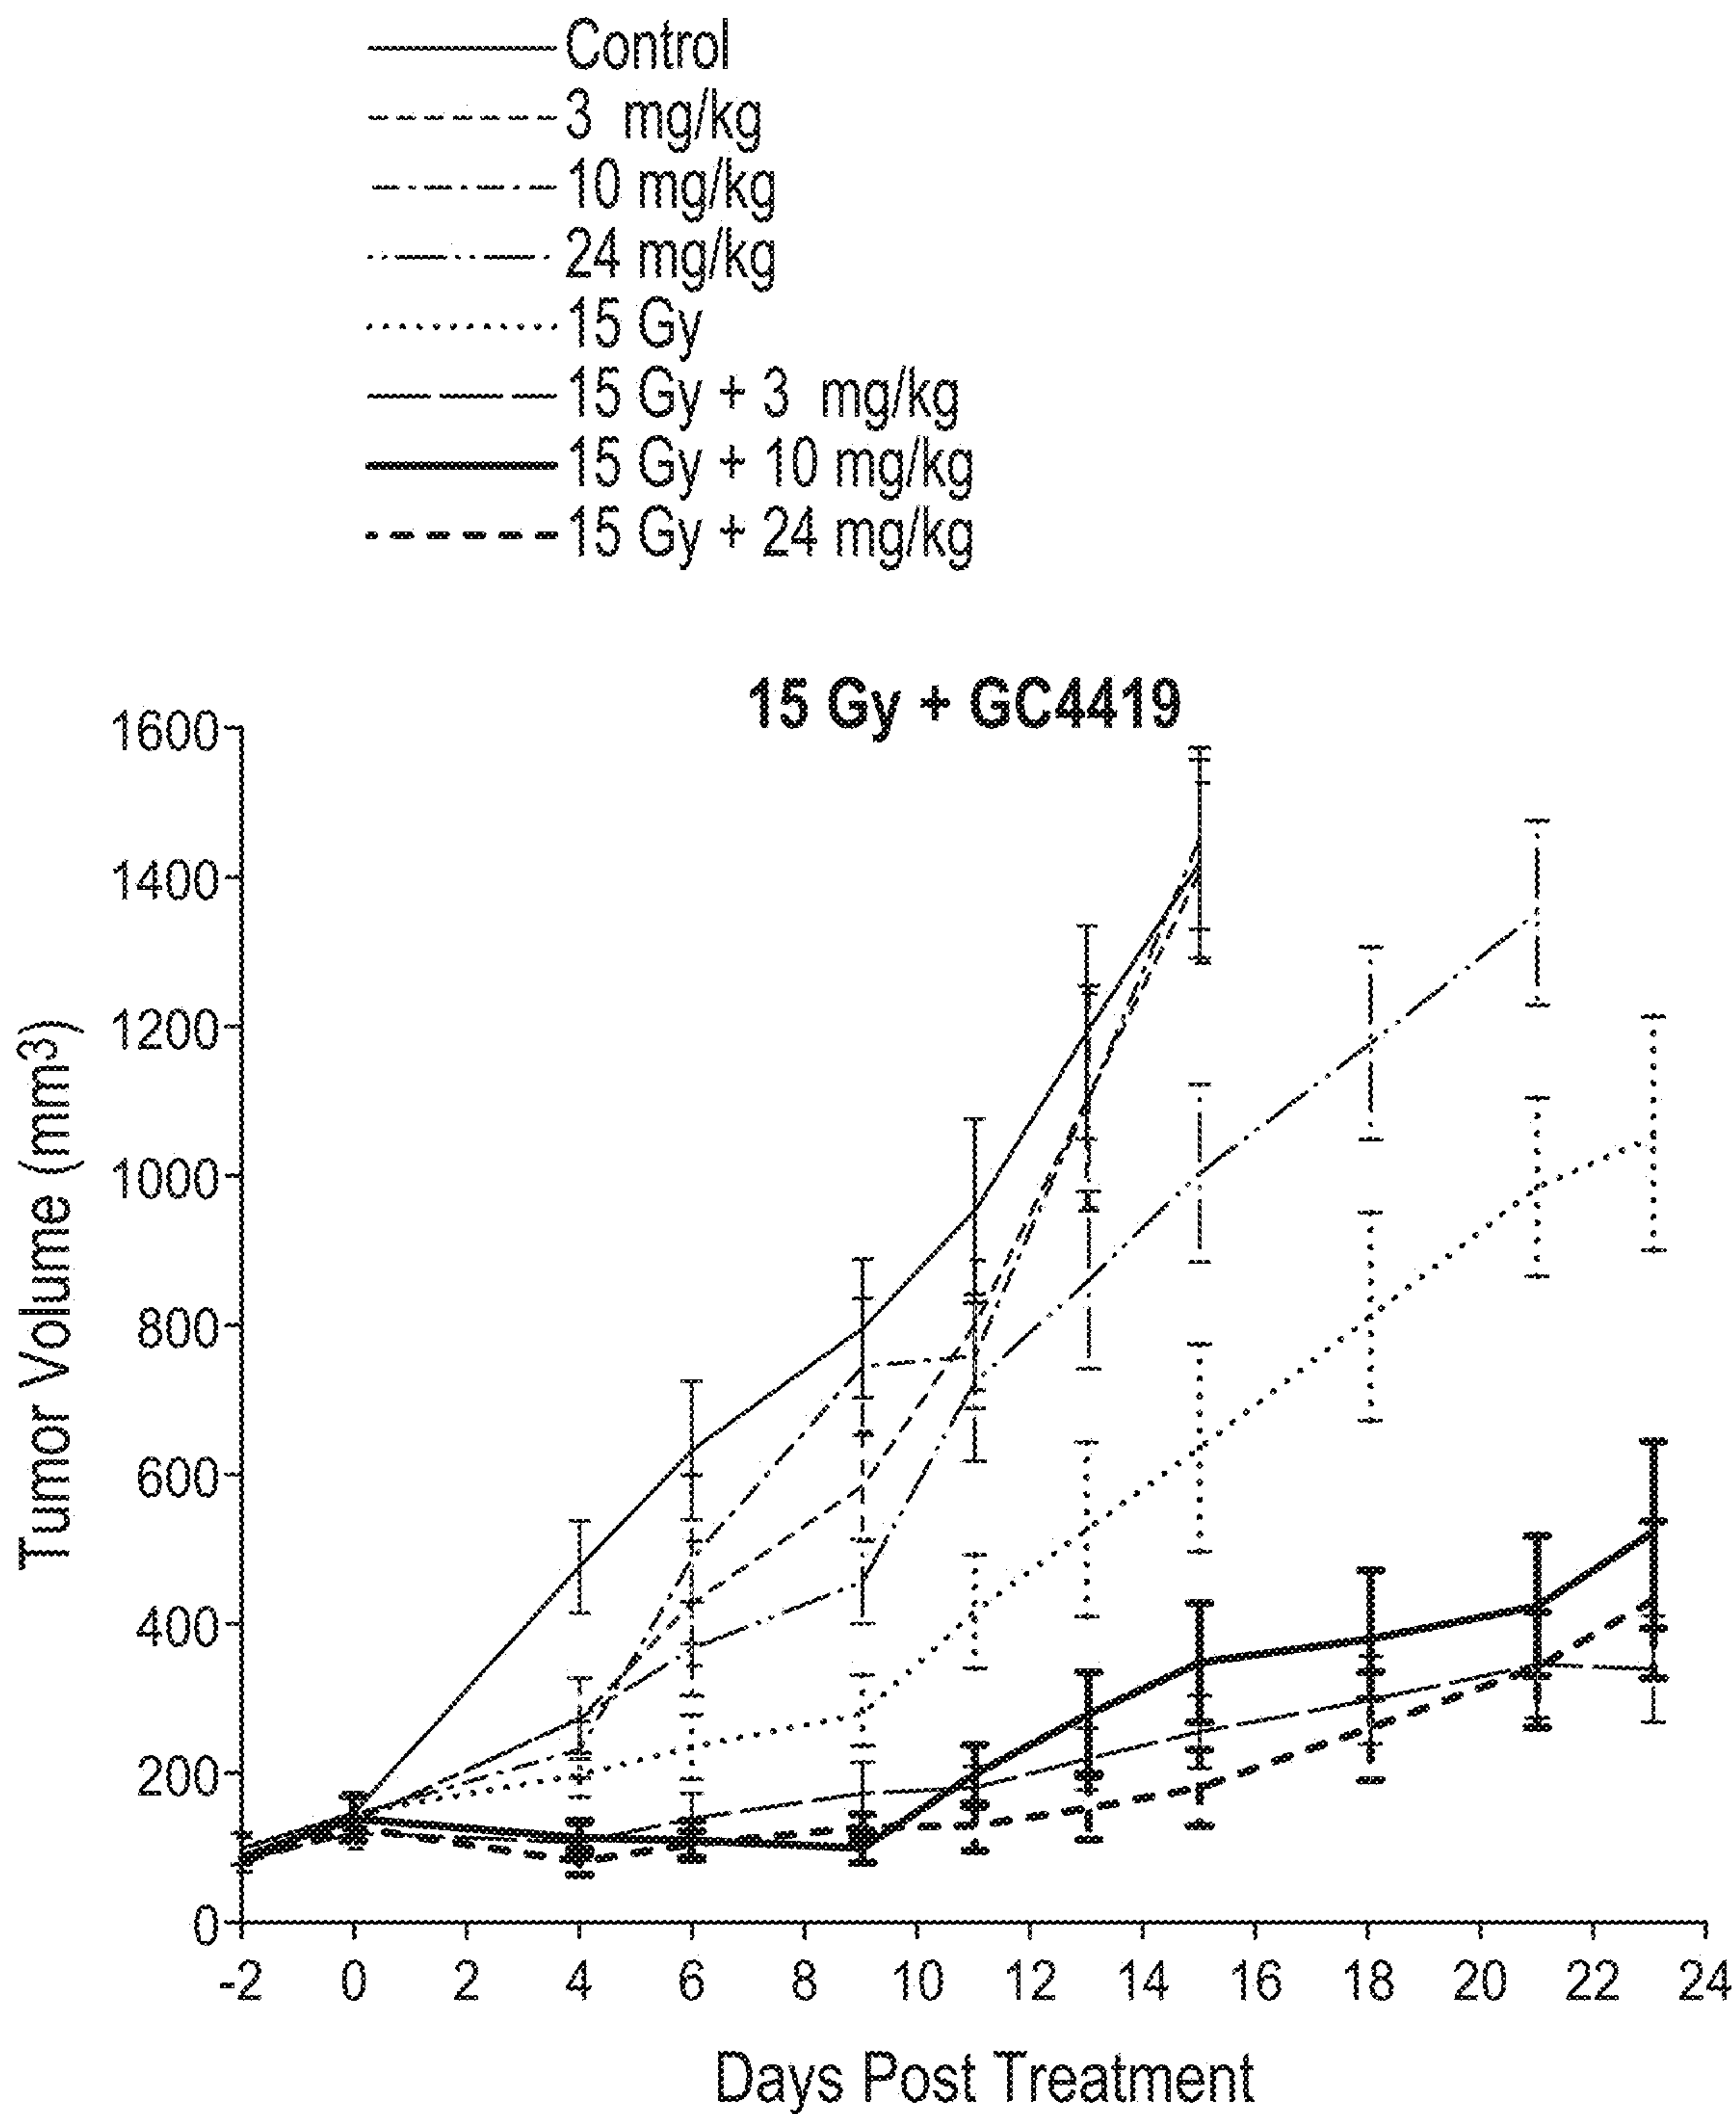 Control
3 mg/kg
10 mg/kg
24 mg/kg
15 Gy
15 Gy + 3 mg/kg
15 Gy + 10 mg/kg
15 Gy + 24 mg/kg
15 Gy + GC4419
1600
1400
1200
1000
800
600
400
200
0
Tumor Volume (mm³)
-2 0 2 4 6 8 10 12 14 16 18 20 22 24
Days Post Treatment